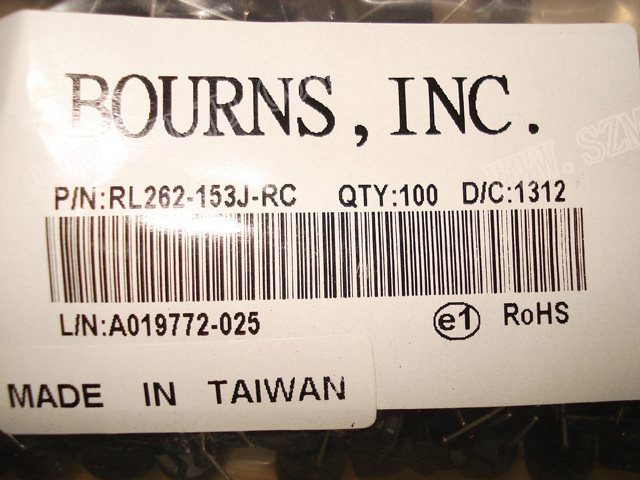 BOURNS, INC.
P/N:RL262-153J-RC QTY:100 D/C:1312
L/N:A019772-025 e1 RoHS
MADE IN TAIWAN